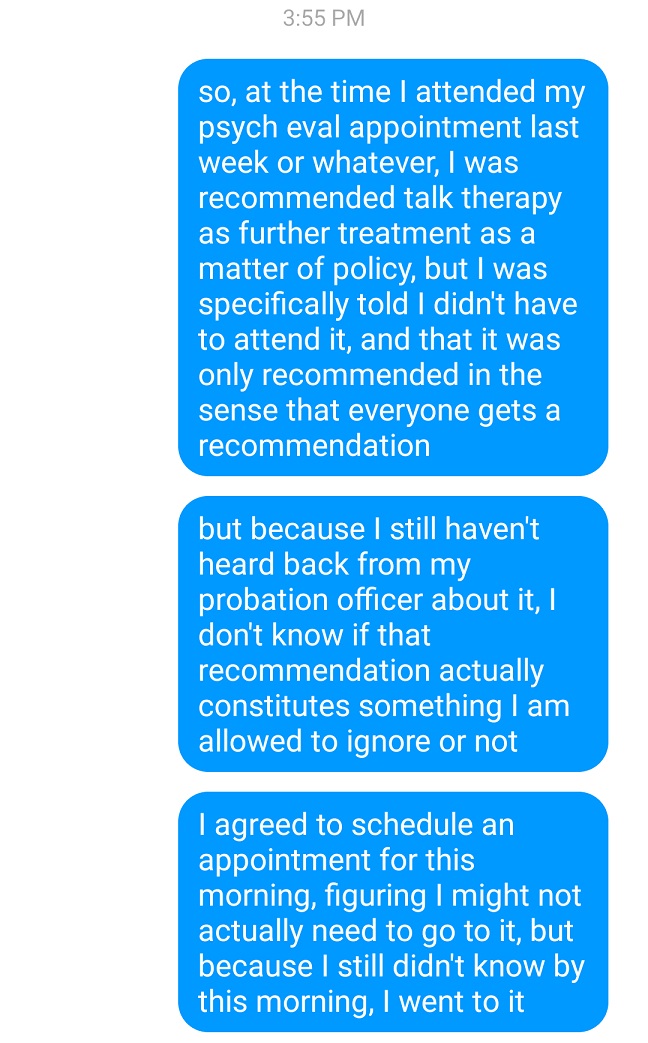 3:55 PM
so, at the time I attended my
psych eval appointment last
week or whatever, I was
recommended talk therapy
as further treatment as a
matter of policy, but I was
specifically told I didn't have
to attend it, and that it was
only recommended in the
sense that everyone gets a
recommendation
but because I still haven't
heard back from my
probation officer about it, I
don't know if that
recommendation actually
constitutes something I am
allowed to ignore or not
I agreed to schedule an
appointment for this
morning, figuring I might not
actually need to go to it, but
because I still didn't know by
this morning, I went to it